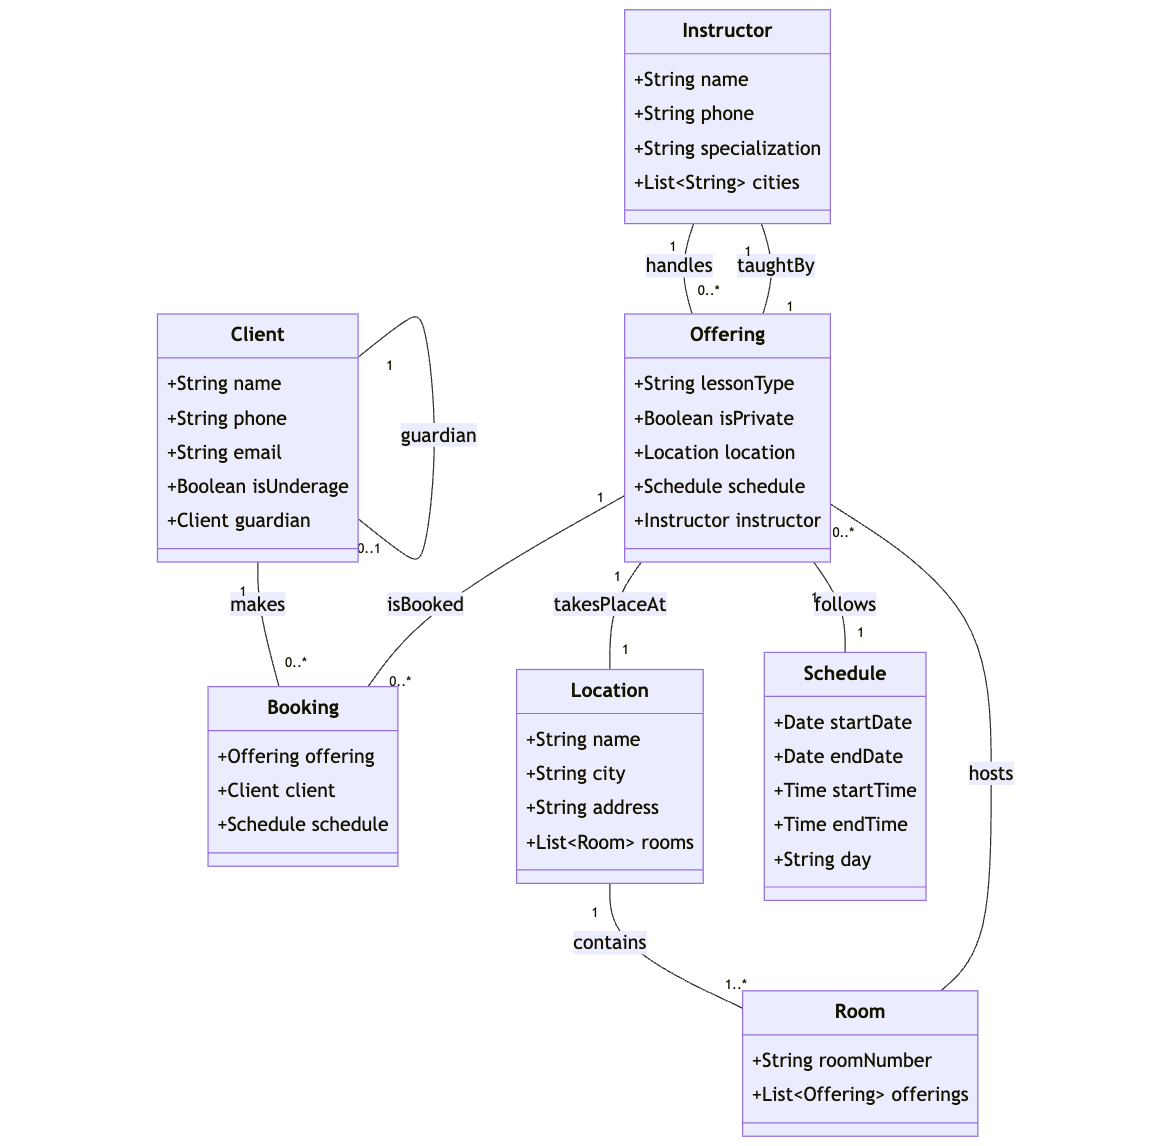 Instructor
+String name
+String phone
+String specialization
+List<String> cities
1
1
handles
taughtBy
0..*
1
Client
+String name
+String phone
+String email
+Boolean isUnderage
+Client guardian
1
guardian
0..1
Offering
+String lessonType
+Boolean isPrivate
+Location location
+Schedule schedule
+Instructor instructor
1
0..*
1
makes
0..*
isBooked
0..*
1
takesPlaceAt
1
1
follows
1
hosts
Booking
+Offering offering
+Client client
+Schedule schedule
Location
+String name
+String city
+String address
+List<Room> rooms
Schedule
+Date startDate
+Date endDate
+Time startTime
+Time endTime
+String day
1
contains
1..*
Room
+String roomNumber
+List<Offering> offerings